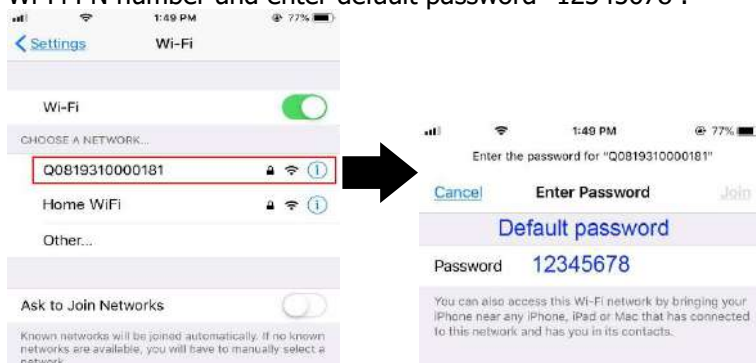 Wi-Fi PN number and enter default password "12345678".
1:49 PM
77%
Settings
Wi-Fi
Wi-Fi
CHOOSE A NETWORK...
Q0819310000181
Home WiFi
Other...
Ask to Join Networks
Known networks will be joined automatically. If no known
networks are available, you will have to manually select a
network.
1:49 PM
77%
Enter the password for "Q0819310000181"
Cancel
Enter Password
Join
Default password
Password 12345678
You can also access this Wi-Fi network by bringing your
iPhone near any iPhone, iPad or Mac that has connected
to this network and has you in its contacts.